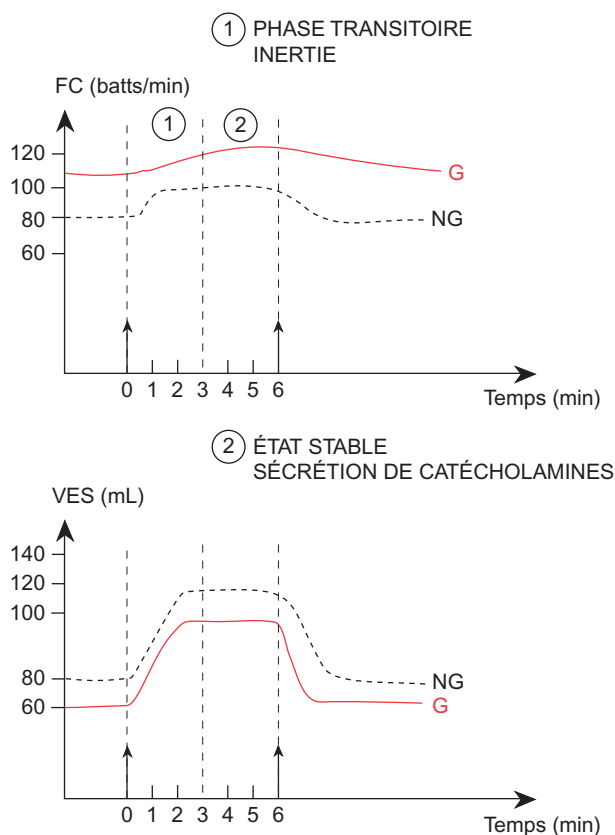 1 PHASE TRANSITOIRE
INERTIE
FC (batts/min)
1 2
120
100
80
60
G
NG
0 1 2 3 4 5 6
Temps (min)
2 ÉTAT STABLE
SÉCRÉTION DE CATÉCHOLAMINES
VES (mL)
140
120
100
80
60
NG
G
0 1 2 3 4 5 6
Temps (min)